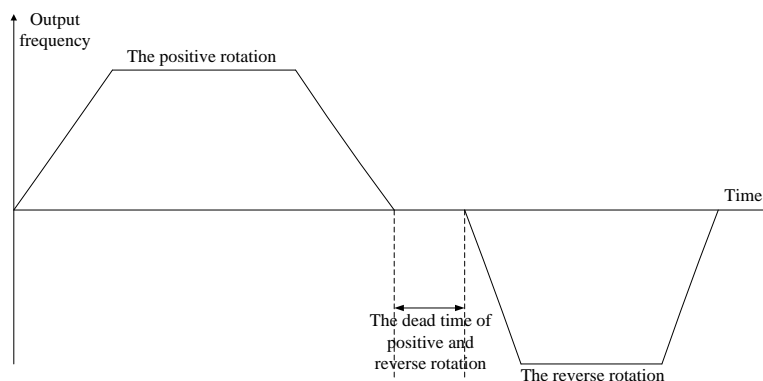 Output
frequency
The positive rotation
Time
The dead time of
positive and
reverse rotation
The reverse rotation